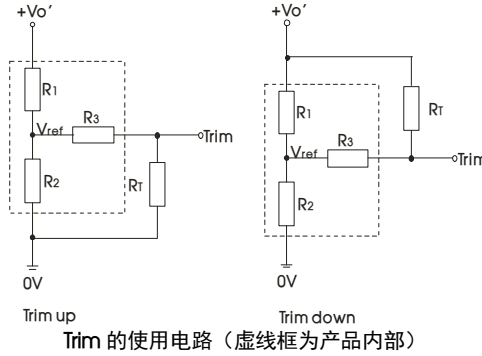 +Vo′
R1
Vref
R3
Trim
R2
RT
0V
Trim up
+Vo′
R1
RT
Vref
R3
Trim
R2
0V
Trim down
Trim 的使用电路（虚线框为产品内部）